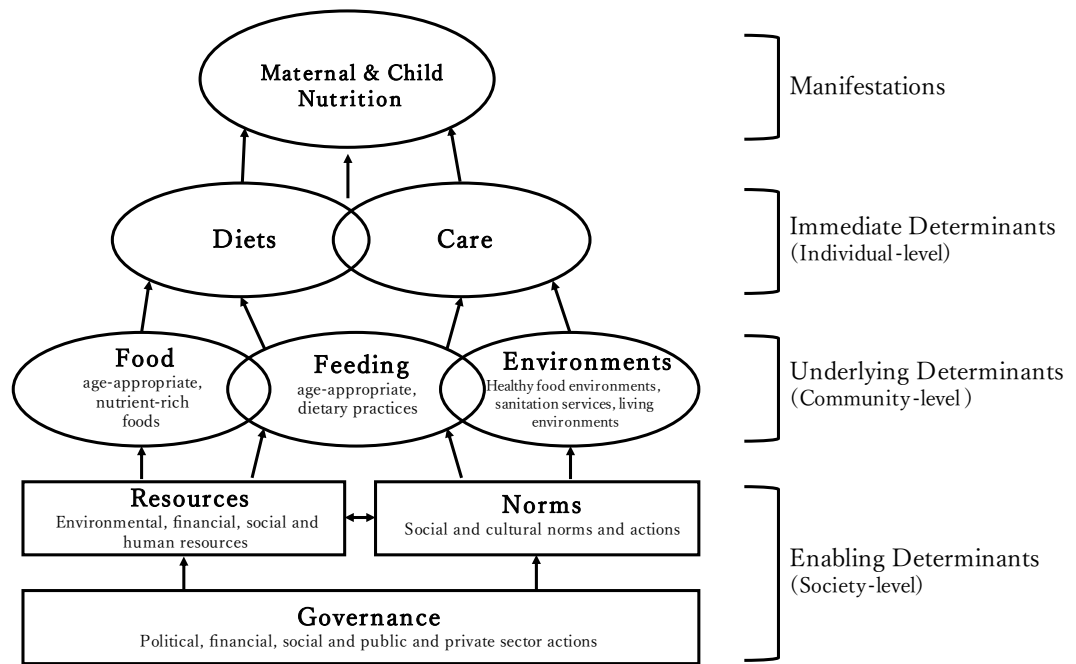 Maternal & Child
Nutrition
Manifestations
Diets
Care
Immediate Determinants
(Individual-level)
Food
age-appropriate,
nutrient-rich
foods
Feeding
age-appropriate,
dietary practices
Environments
Healthy food environments,
sanitation services, living
environments
Underlying Determinants
(Community-level)
Resources
Environmental, financial, social and
human resources
Norms
Social and cultural norms and actions
Enabling Determinants
(Society-level)
Governance
Political, financial, social and public and private sector actions